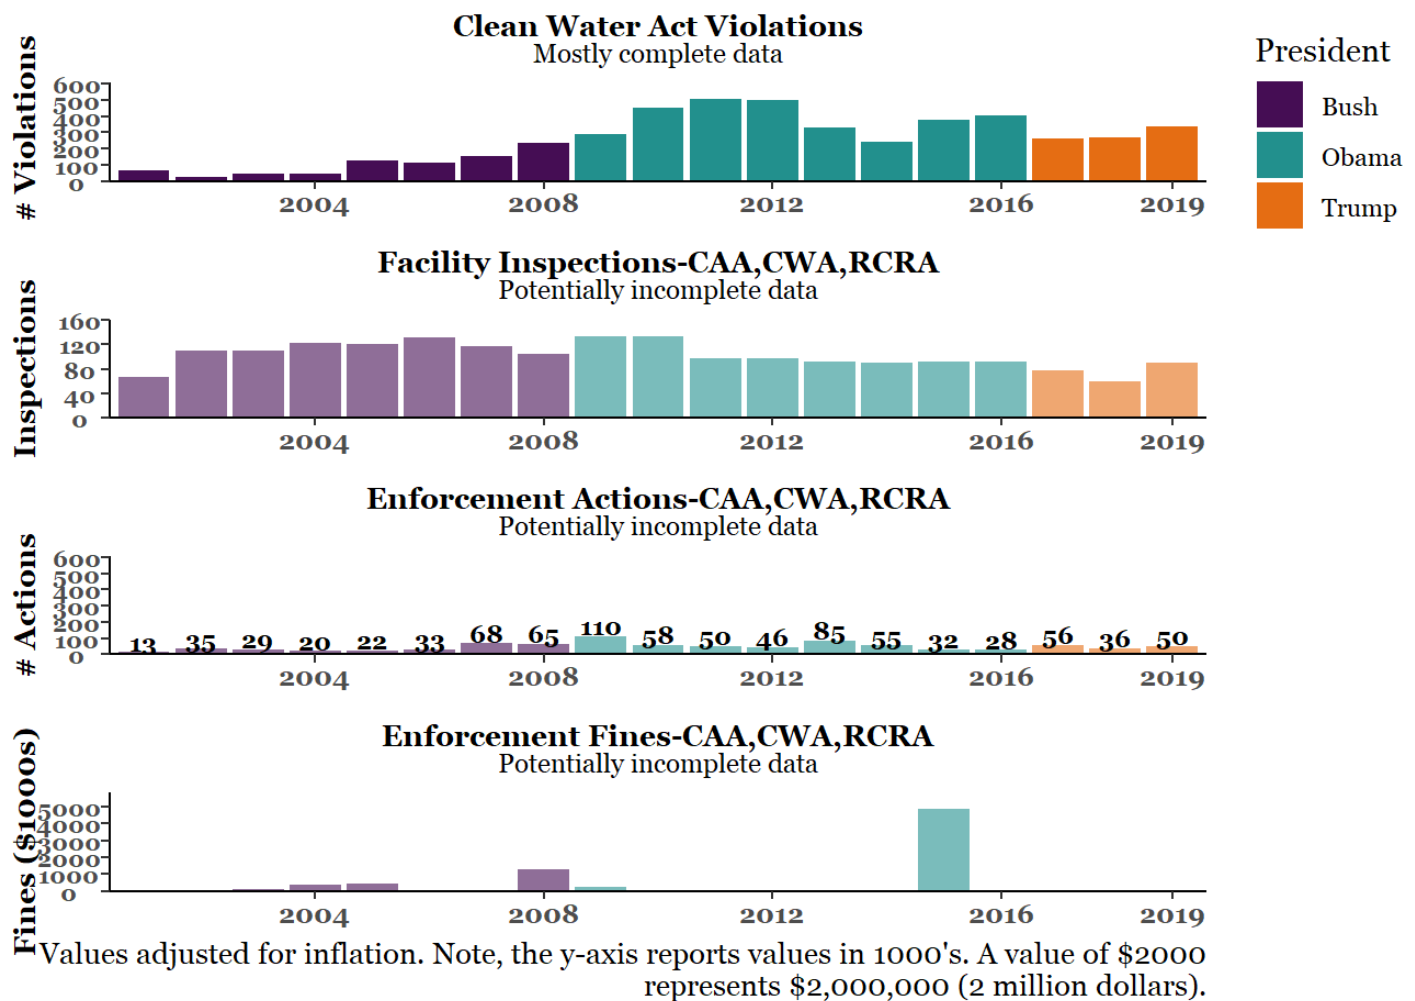 Clean Water Act Violations
Mostly complete data
# Violations
600
500
400
300
200
100
0
2004 2008 2012 2016 2019
President
Bush
Obama
Trump
Facility Inspections-CAA,CWA,RCRA
Potentially incomplete data
Inspections
160
120
80
40
0
2004 2008 2012 2016 2019
Enforcement Actions-CAA,CWA,RCRA
Potentially incomplete data
# Actions
600
500
400
300
200
100
0
13 35 29 20 22 33 68 65 110 58 50 46 85 55 32 28 56 36 50
2004 2008 2012 2016 2019
Enforcement Fines-CAA,CWA,RCRA
Potentially incomplete data
Fines ($1000s)
5000
4000
3000
2000
1000
0
2004 2008 2012 2016 2019
Values adjusted for inflation. Note, the y-axis reports values in 1000's. A value of $2000
represents $2,000,000 (2 million dollars).